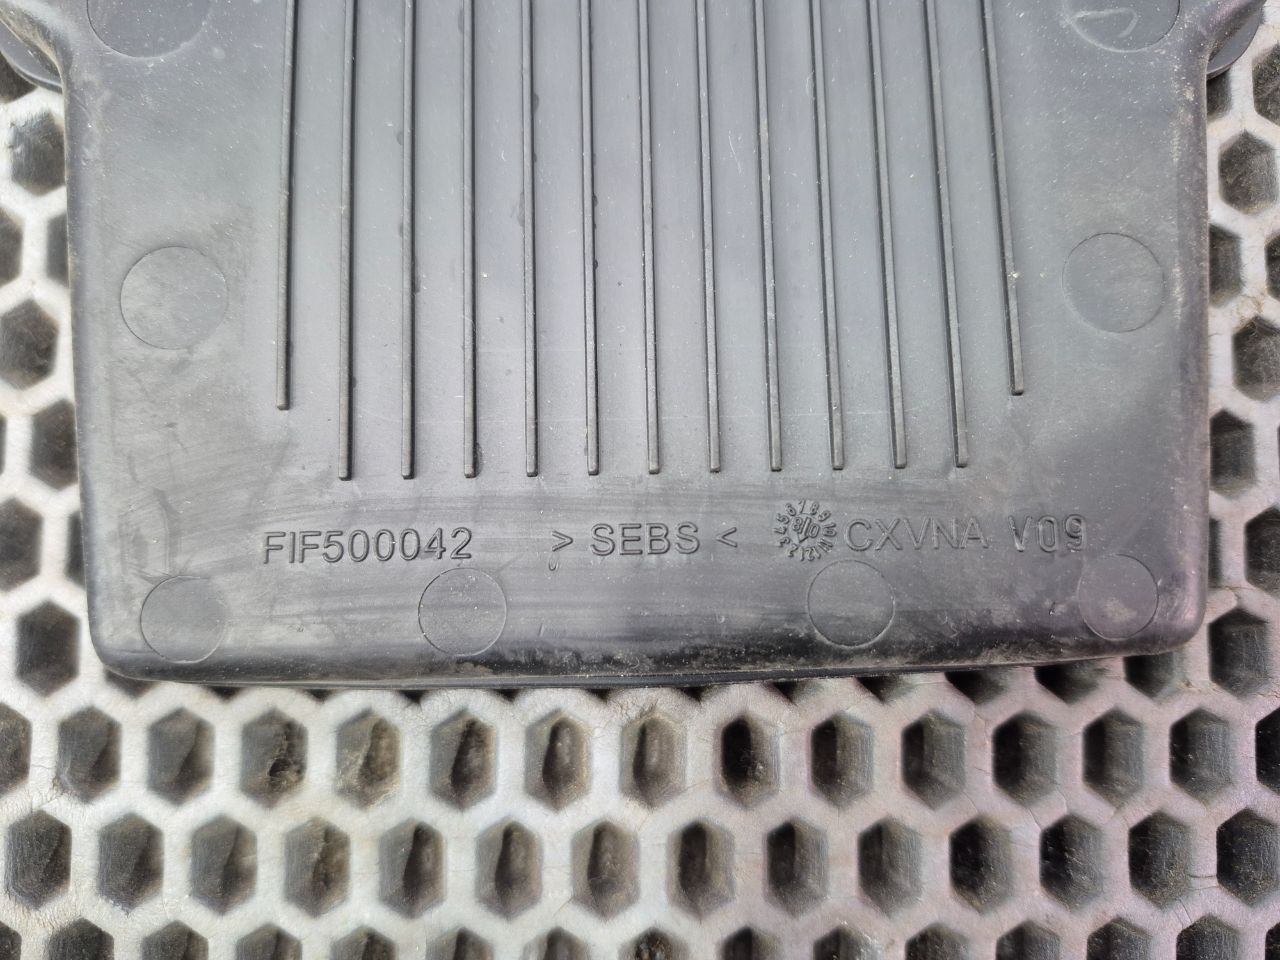 FIF500042 > SEBS < CXVNA V09